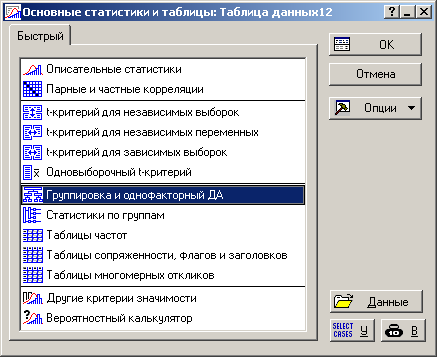 Основные статистики и таблицы: Таблица данных12
Быстрый
Описательные статистики
Парные и частные корреляции
t-критерий для независимых выборок
t-критерий для независимых переменных
t-критерий для зависимых выборок
Одновыборочный t-критерий
Группировка и однофакторный ДА
Статистики по группам
Таблицы частот
Таблицы сопряженности, флагов и заголовков
Таблицы многомерных откликов
Другие критерии значимости
Вероятностный калькулятор
OK
Отмена
Опции
Данные
SELECT CASES У
10 В